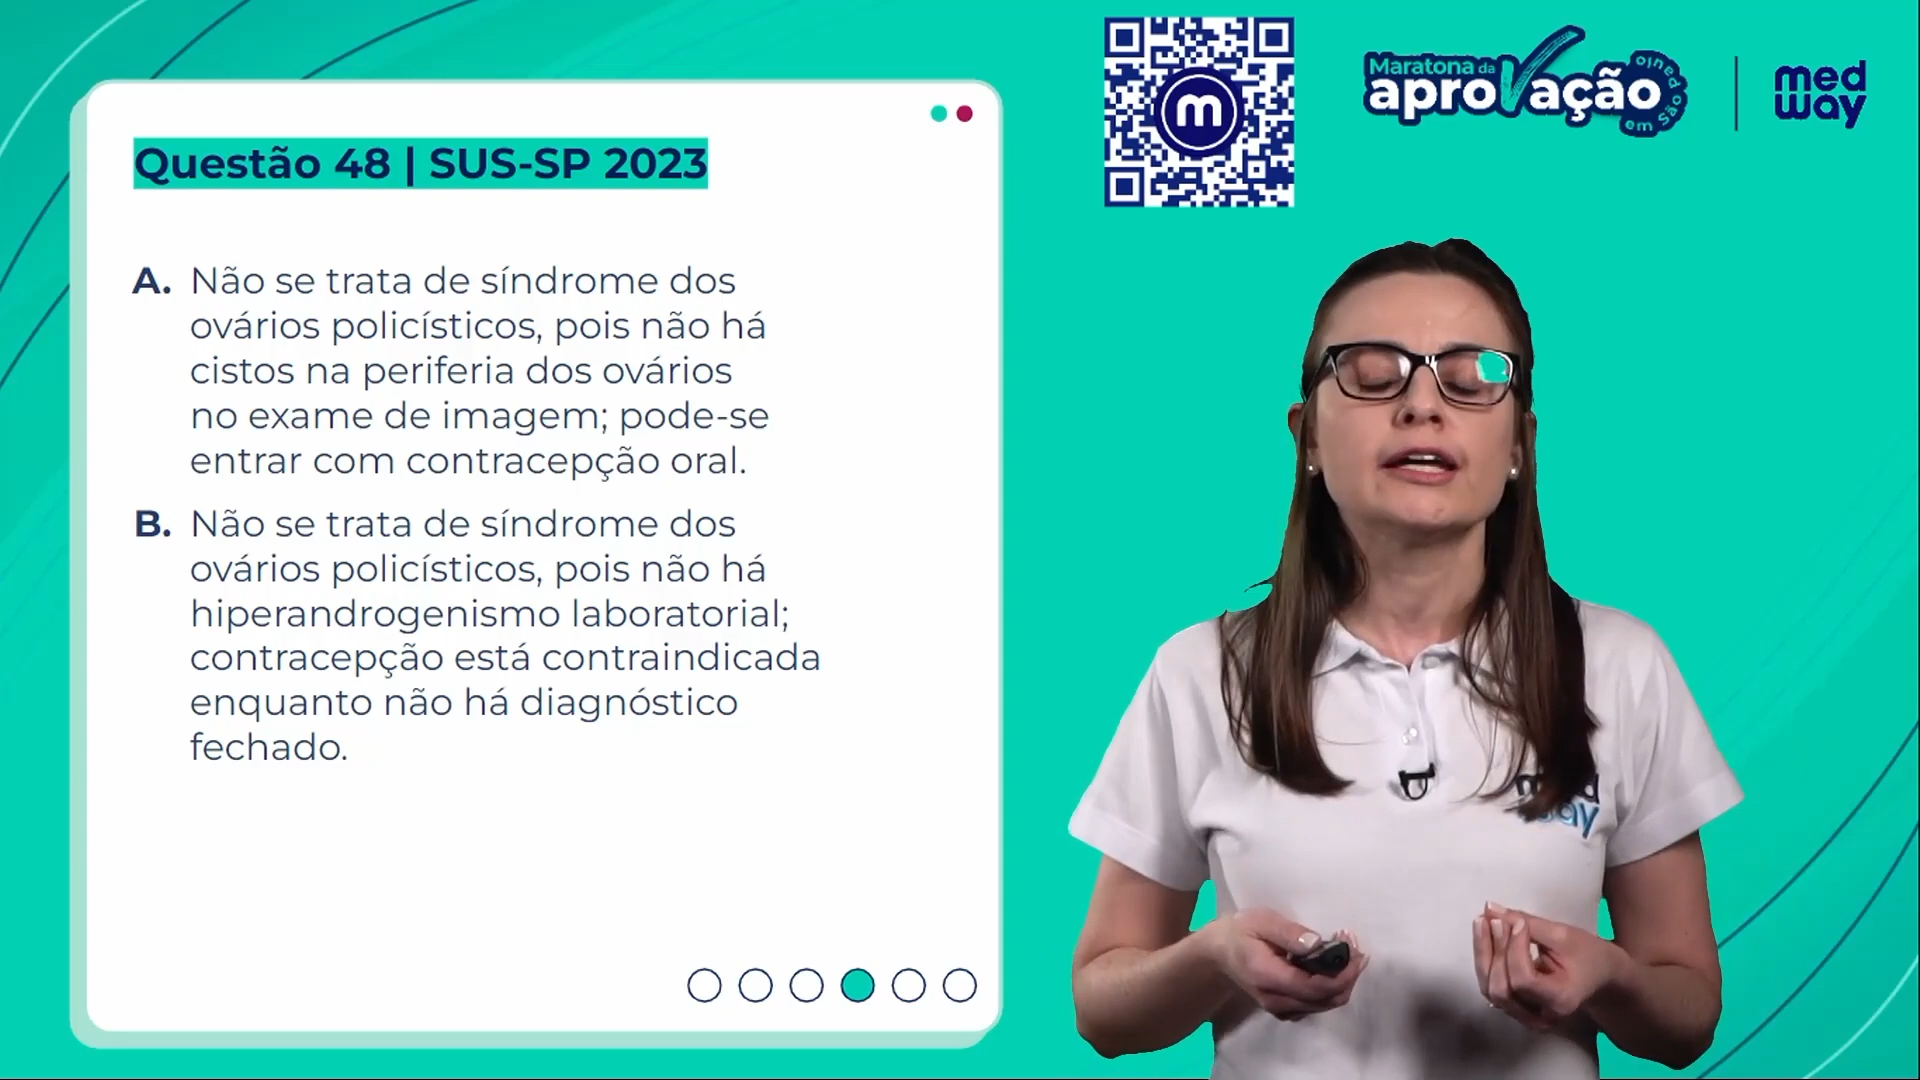 Questão 48 | SUS-SP 2023
A. Não se trata de síndrome dos
ovários policísticos, pois não há
cistos na periferia dos ovários
no exame de imagem; pode-se
entrar com contracepção oral.
B. Não se trata de síndrome dos
ovários policísticos, pois não há
hiperandrogenismo laboratorial;
contracepção está contraindicada
enquanto não há diagnóstico
fechado.
m
Maratona da
aprovação
em São Paulo
med
way